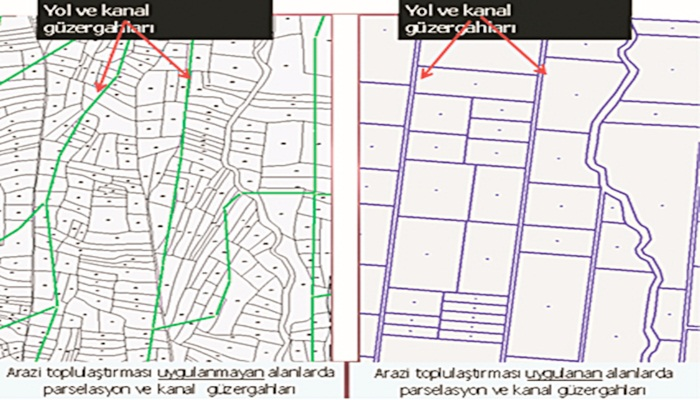 Yol ve kanal
güzergahları
Yol ve kanal
güzergahları
Arazi toplulaştırması uygulanmayan alanlarda
parselasyon ve kanal güzergahları
Arazi toplulaştırması uygulanan alanlarda
parselasyon ve kanal güzergahları